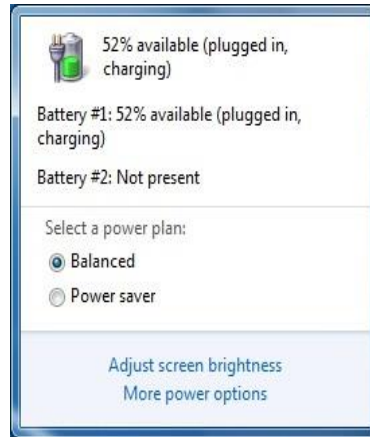 52% available (plugged in,
charging)
Battery #1: 52% available (plugged in,
charging)
Battery #2: Not present
Select a power plan:
Balanced
Power saver
Adjust screen brightness
More power options